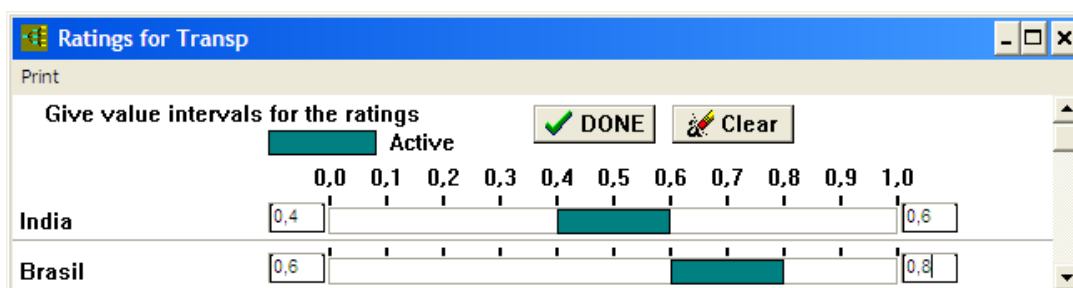 Ratings for Transp
Print
Give value intervals for the ratings
DONE
Clear
Active
0,0 0,1 0,2 0,3 0,4 0,5 0,6 0,7 0,8 0,9 1,0
India 0,4 0,6
Brasil 0,6 0,8